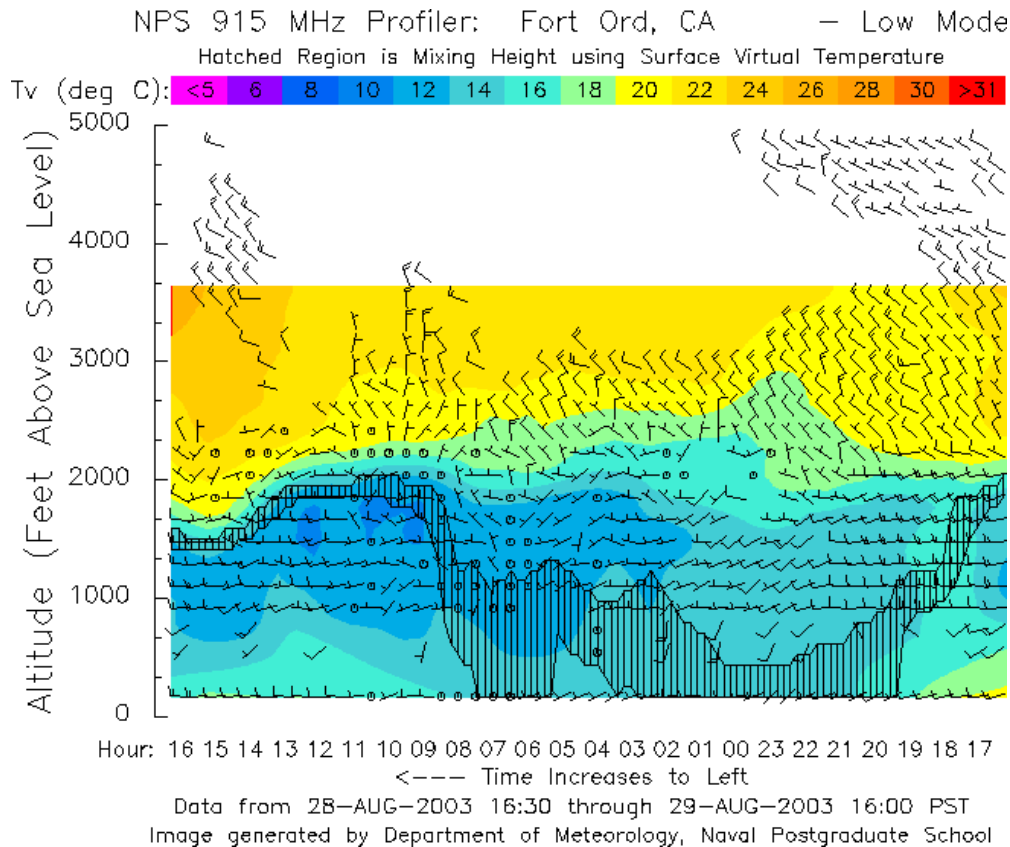 NPS 915 MHz Profiler: Fort Ord, CA – Low Mode
Hatched Region is Mixing Height using Surface Virtual Temperature
Tv (deg C): <5 6 8 10 12 14 16 18 20 22 24 26 28 30 >31
Altitude (Feet Above Sea Level)
5000
4000
3000
2000
1000
0
Hour: 16 15 14 13 12 11 10 09 08 07 06 05 04 03 02 01 00 23 22 21 20 19 18 17
<--- Time Increases to Left
Data from 28-AUG-2003 16:30 through 29-AUG-2003 16:00 PST
Image generated by Department of Meteorology, Naval Postgraduate School